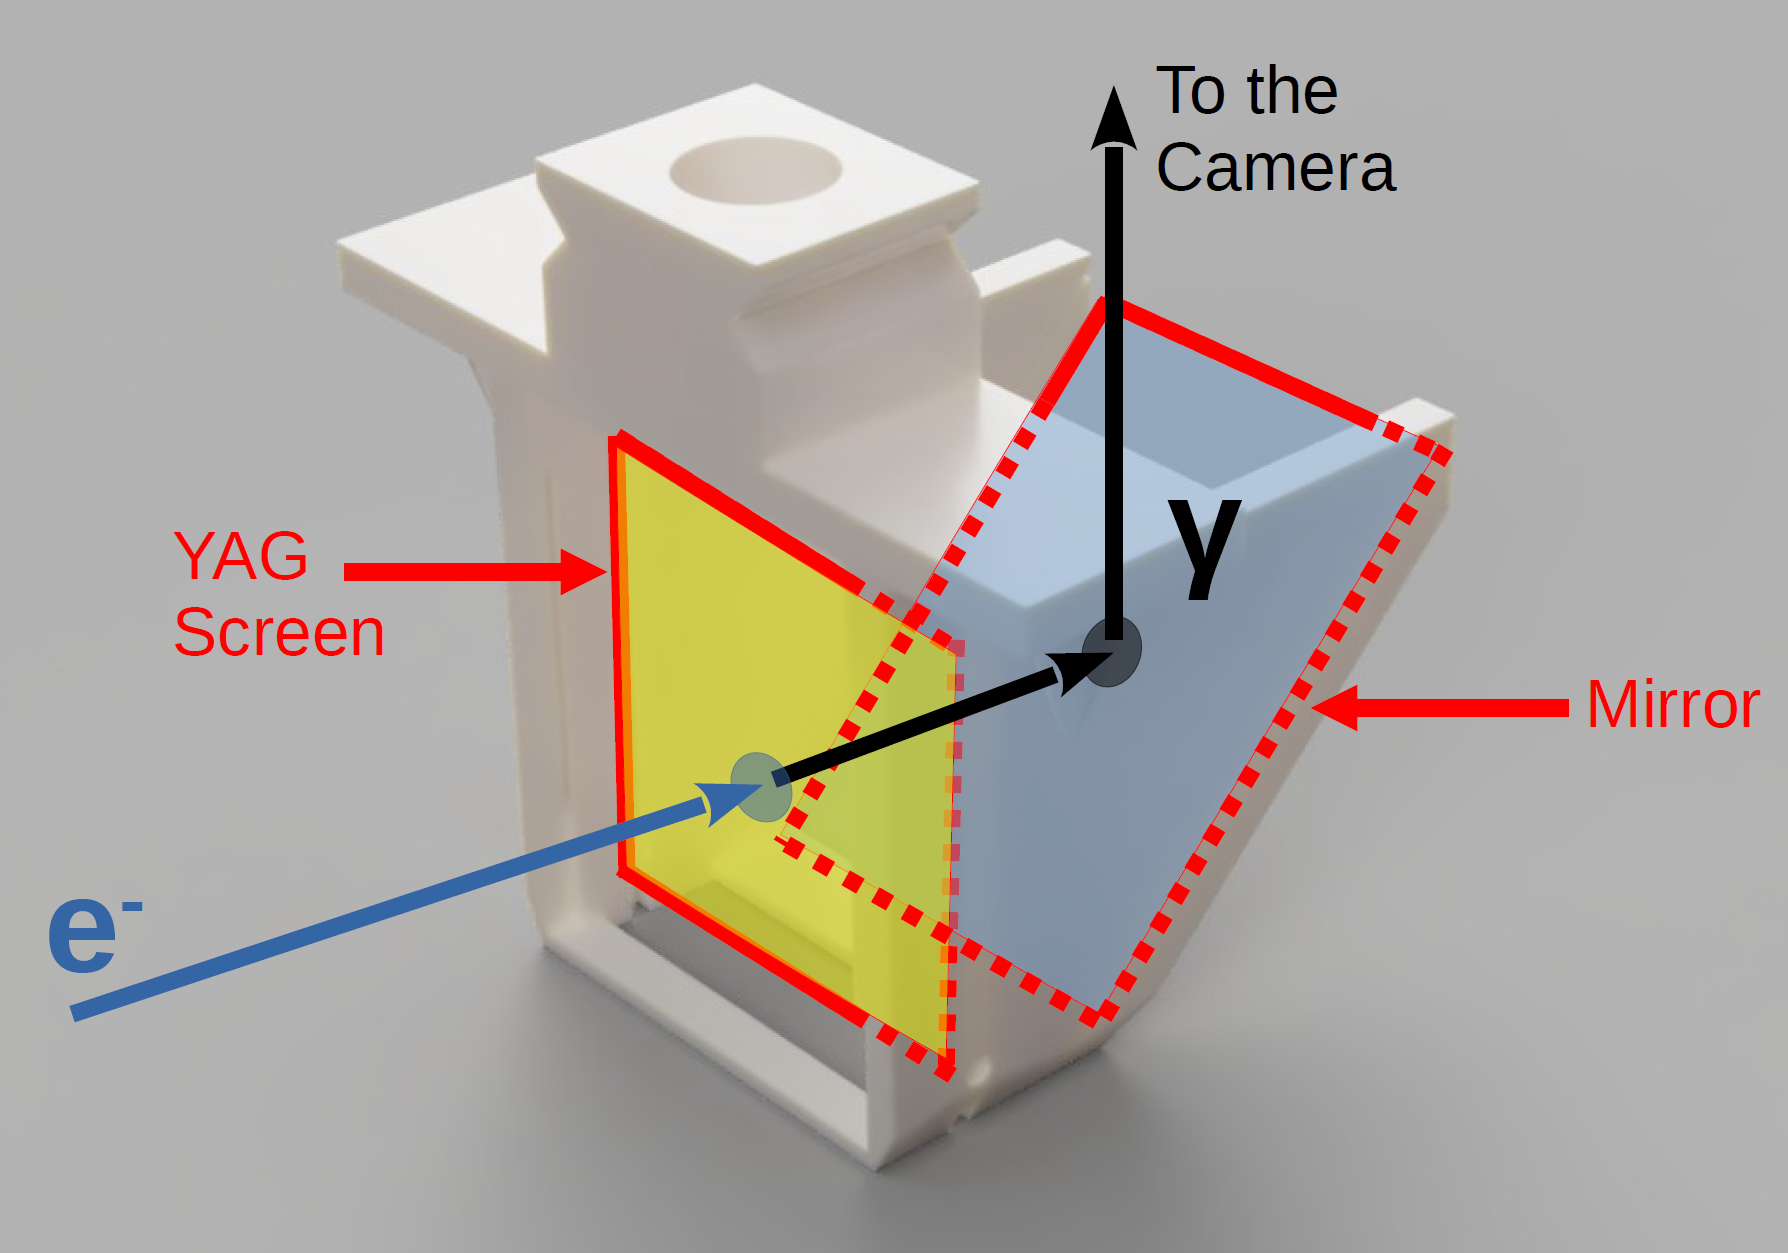 To the
Camera
γ
YAG
Screen
Mirror
e-